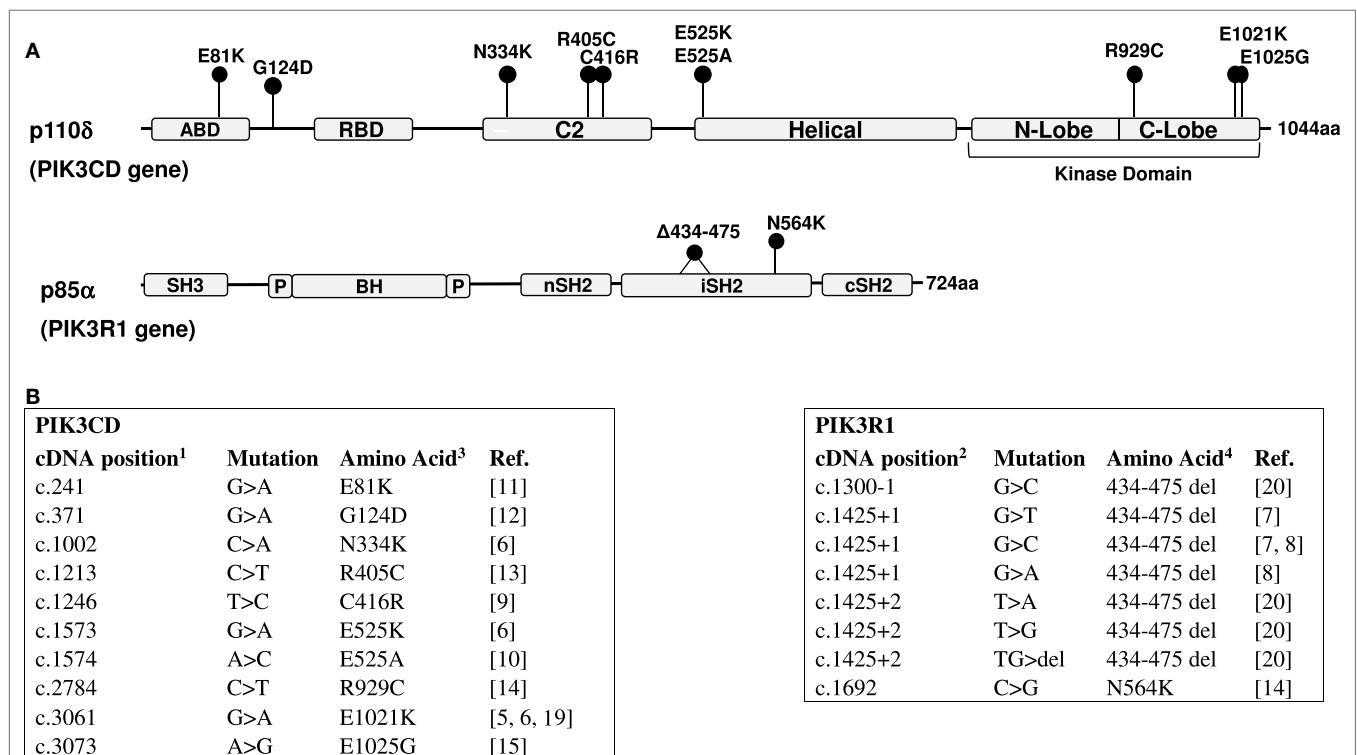 A
E81K
G124D
N334K
R405C
C416R
E525K
E525A
R929C
E1021K
E1025G
p110δ
ABD
RBD
C2
Helical
N-Lobe
C-Lobe
1044aa
(PIK3CD gene)
Kinase Domain
Δ434-475
N564K
p85α
SH3
P
BH
P
nSH2
iSH2
cSH2
724aa
(PIK3R1 gene)
B
PIK3CD
cDNA position1 Mutation Amino Acid3 Ref.
c.241 G>A E81K [11]
c.371 G>A G124D [12]
c.1002 C>A N334K [6]
c.1213 C>T R405C [13]
c.1246 T>C C416R [9]
c.1573 G>A E525K [6]
c.1574 A>C E525A [10]
c.2784 C>T R929C [14]
c.3061 G>A E1021K [5, 6, 19]
c.3073 A>G E1025G [15]
PIK3R1
cDNA position2 Mutation Amino Acid4 Ref.
c.1300-1 G>C 434-475 del [20]
c.1425+1 G>T 434-475 del [7]
c.1425+1 G>C 434-475 del [7, 8]
c.1425+1 G>A 434-475 del [8]
c.1425+2 T>A 434-475 del [20]
c.1425+2 T>G 434-475 del [20]
c.1425+2 TG>del 434-475 del [20]
c.1692 C>G N564K [14]